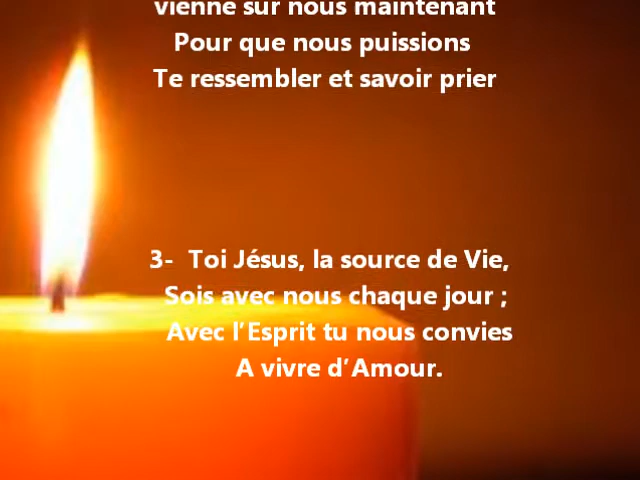 vienne sur nous maintenant
Pour que nous puissions
Te ressembler et savoir prier
3- Toi Jésus, la source de Vie,
Sois avec nous chaque jour ;
Avec l’Esprit tu nous convies
A vivre d’Amour.